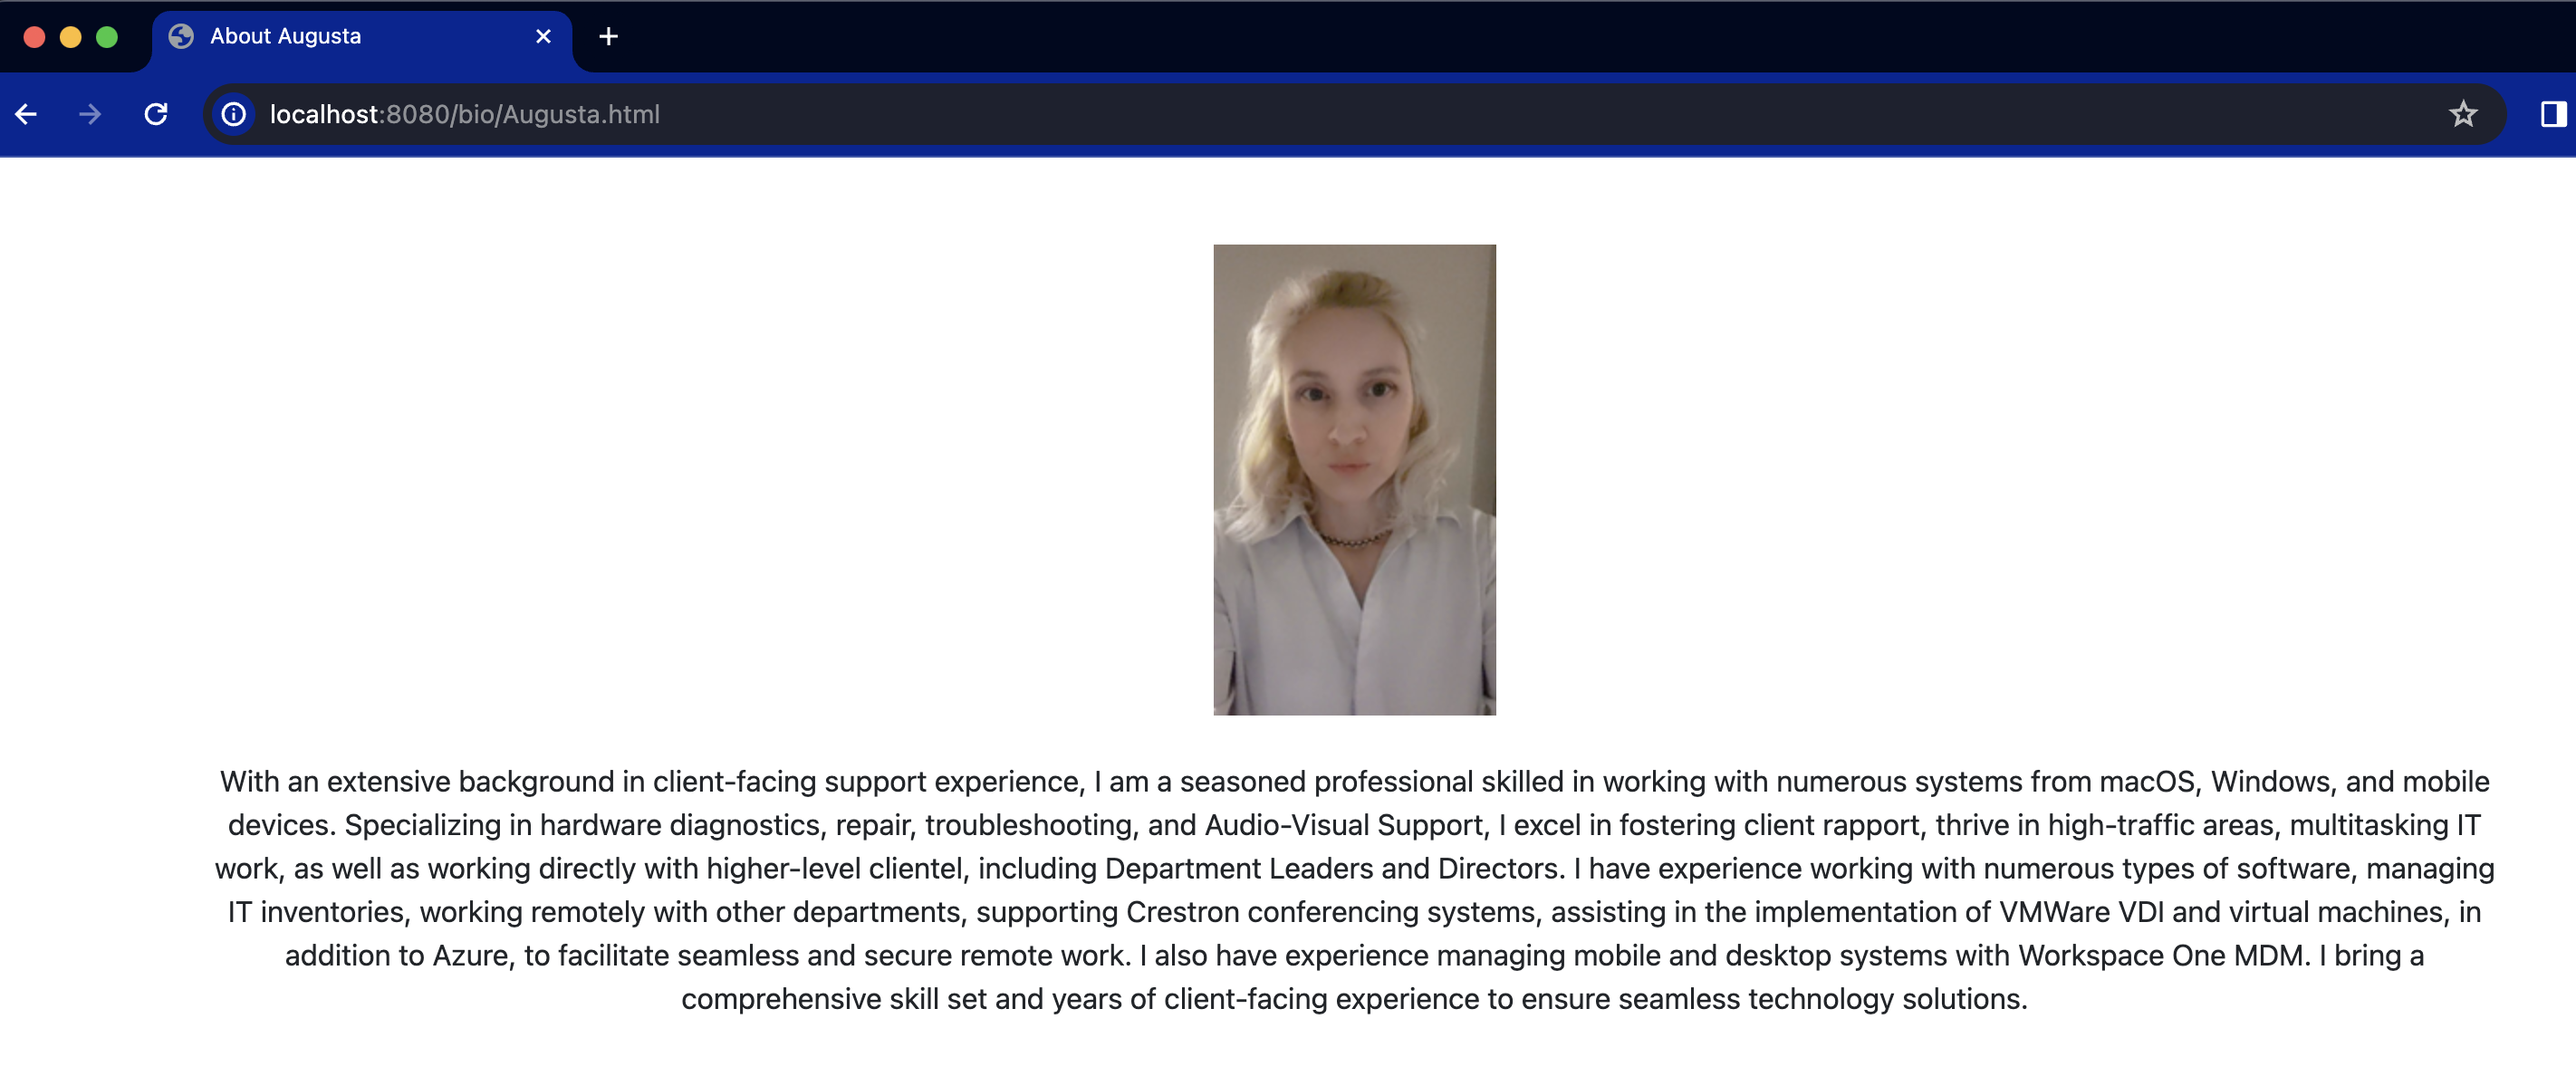 About Augusta
localhost:8080/bio/Augusta.html
With an extensive background in client-facing support experience, I am a seasoned professional skilled in working with numerous systems from macOS, Windows, and mobile
devices. Specializing in hardware diagnostics, repair, troubleshooting, and Audio-Visual Support, I excel in fostering client rapport, thrive in high-traffic areas, multitasking IT
work, as well as working directly with higher-level clientel, including Department Leaders and Directors. I have experience working with numerous types of software, managing
IT inventories, working remotely with other departments, supporting Crestron conferencing systems, assisting in the implementation of VMWare VDI and virtual machines, in
addition to Azure, to facilitate seamless and secure remote work. I also have experience managing mobile and desktop systems with Workspace One MDM. I bring a
comprehensive skill set and years of client-facing experience to ensure seamless technology solutions.